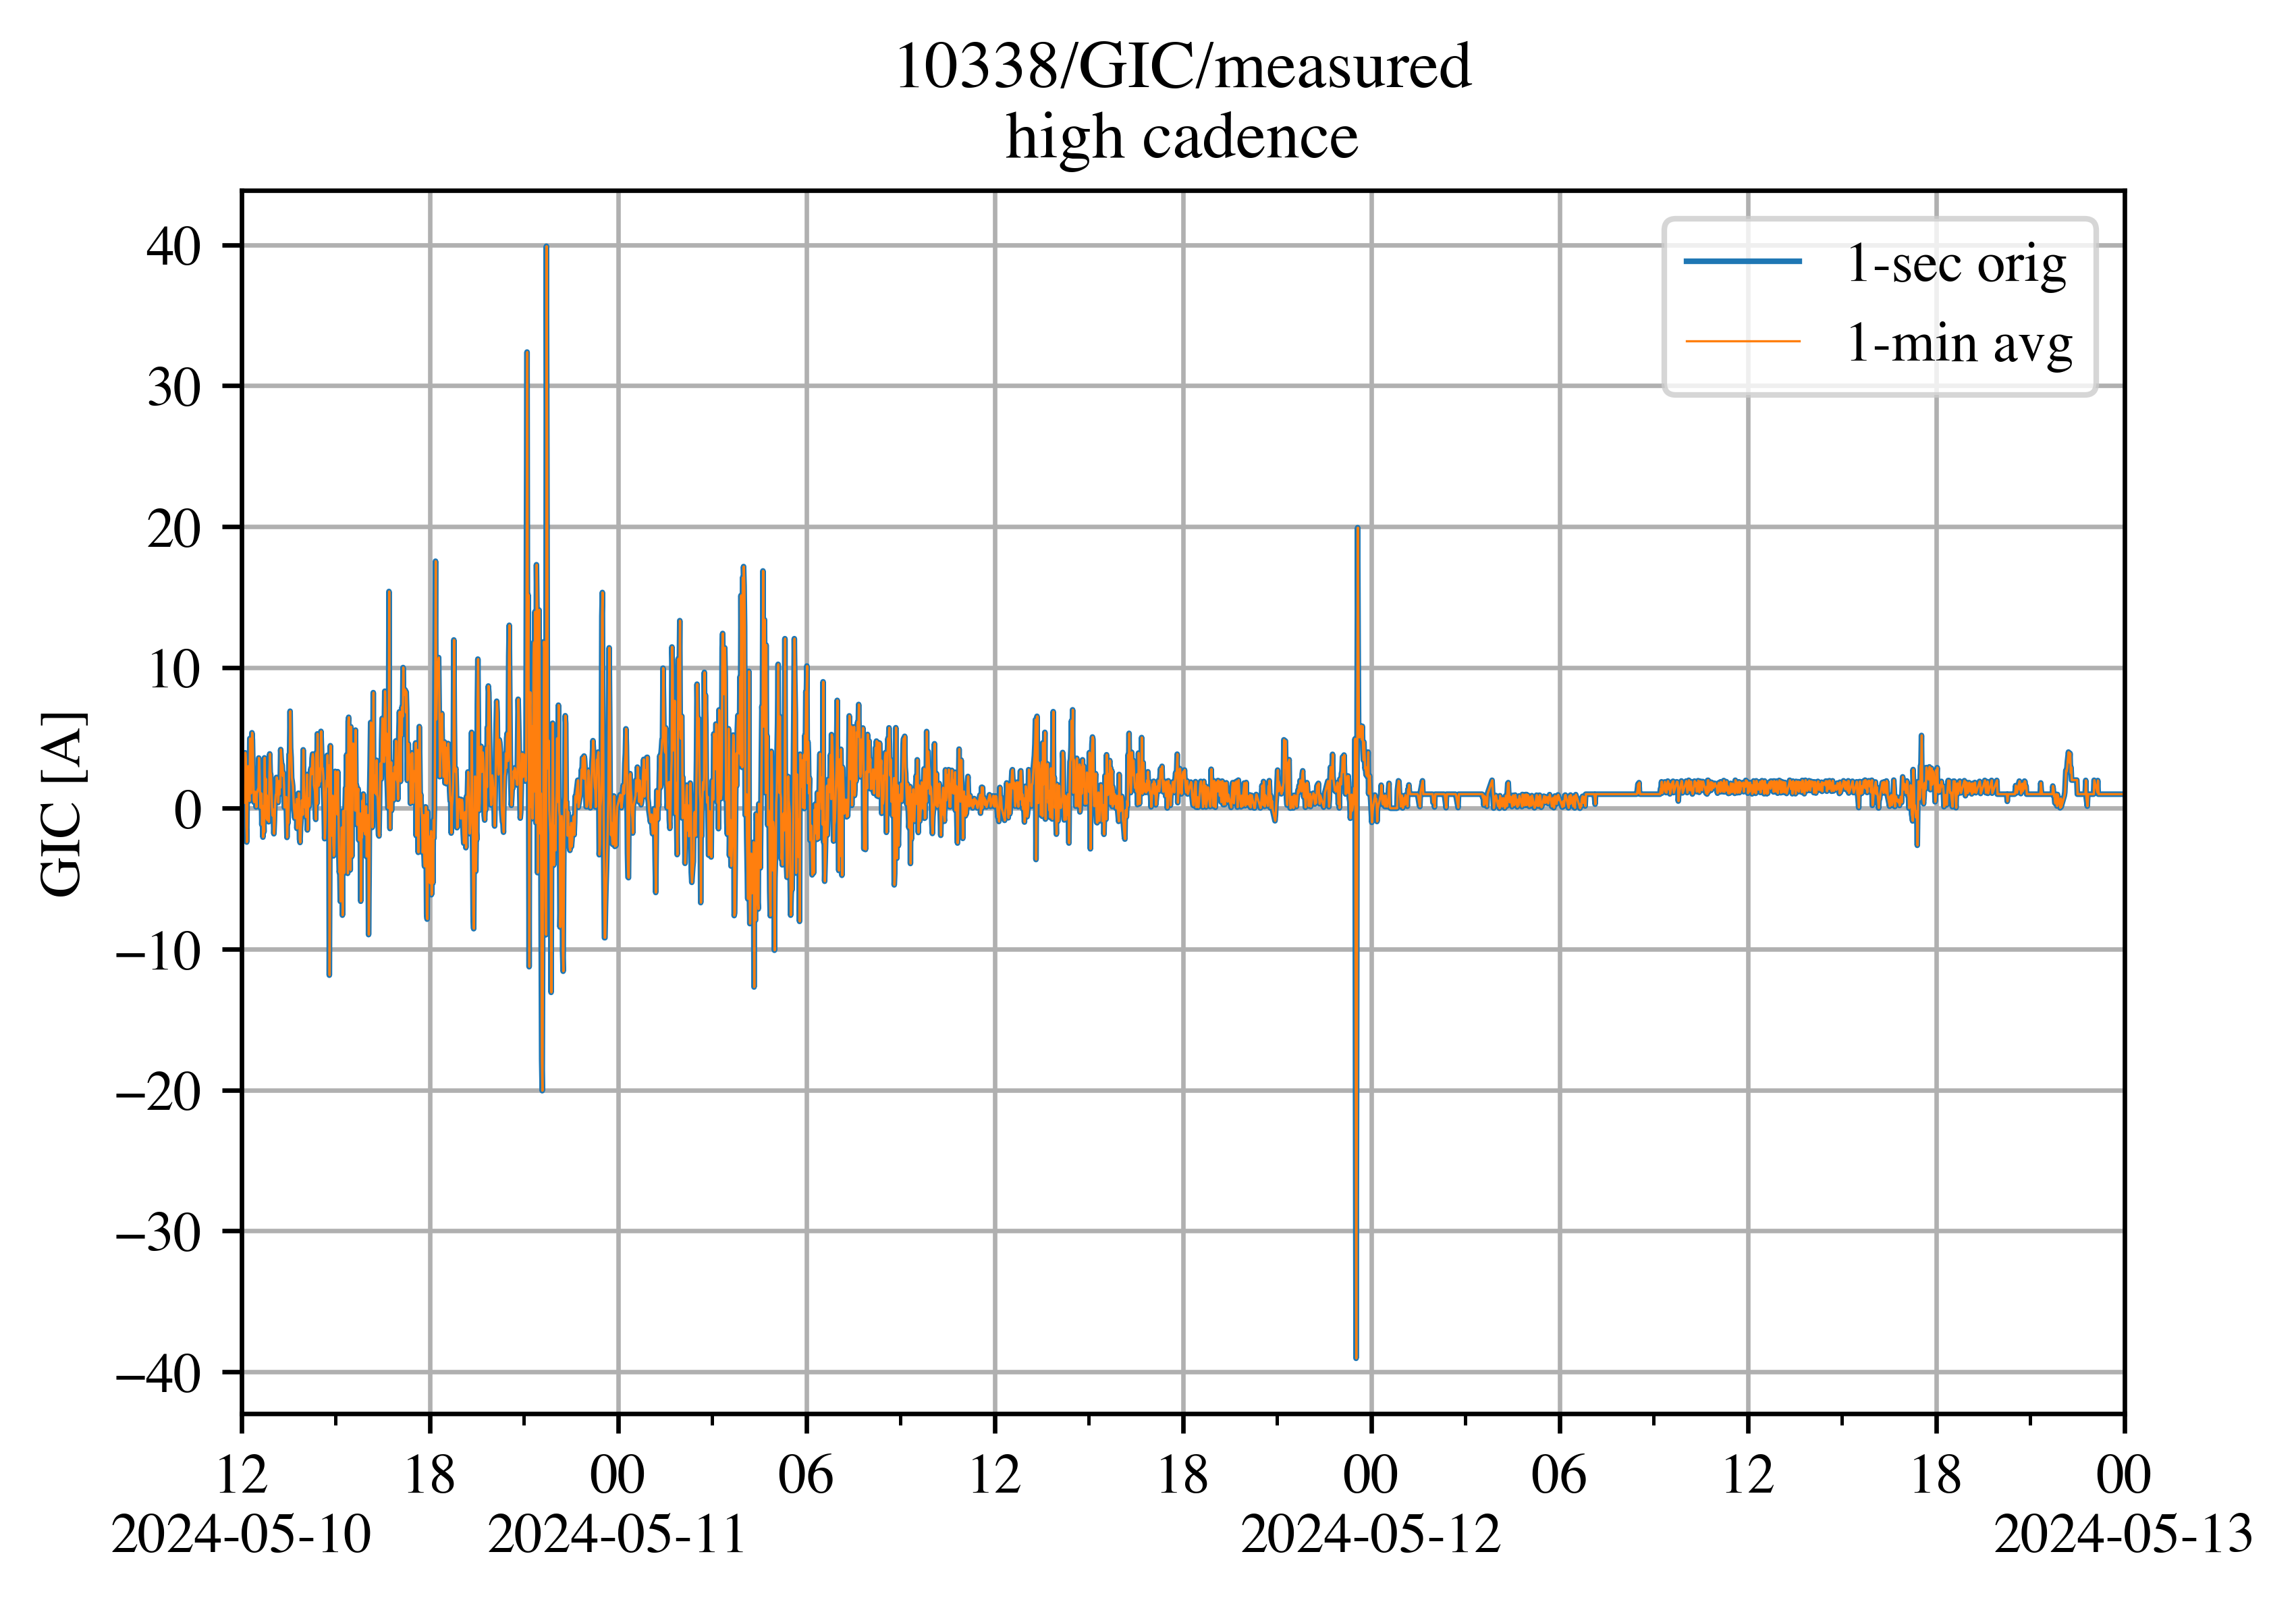 10338/GIC/measured
high cadence
1-sec orig
1-min avg
GIC [A]
40
30
20
10
0
−10
−20
−30
−40
12 18 00 06 12 18 00 06 12 18 00
2024-05-10 2024-05-11 2024-05-12 2024-05-13